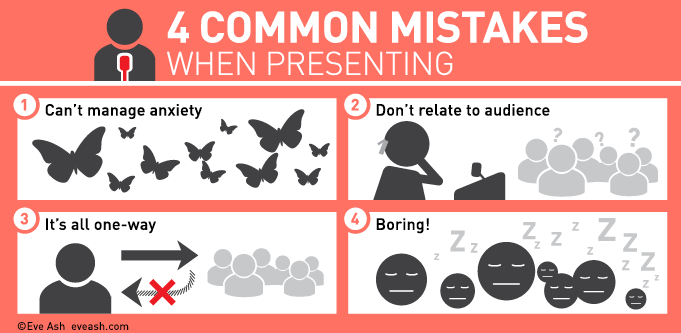 4 COMMON MISTAKES
WHEN PRESENTING
1 Can't manage anxiety
2 Don't relate to audience
? ? ?
3 It's all one-way
4 Boring!
z Z z Z z Z z Z Z Z z
©Eve Ash eveash.com